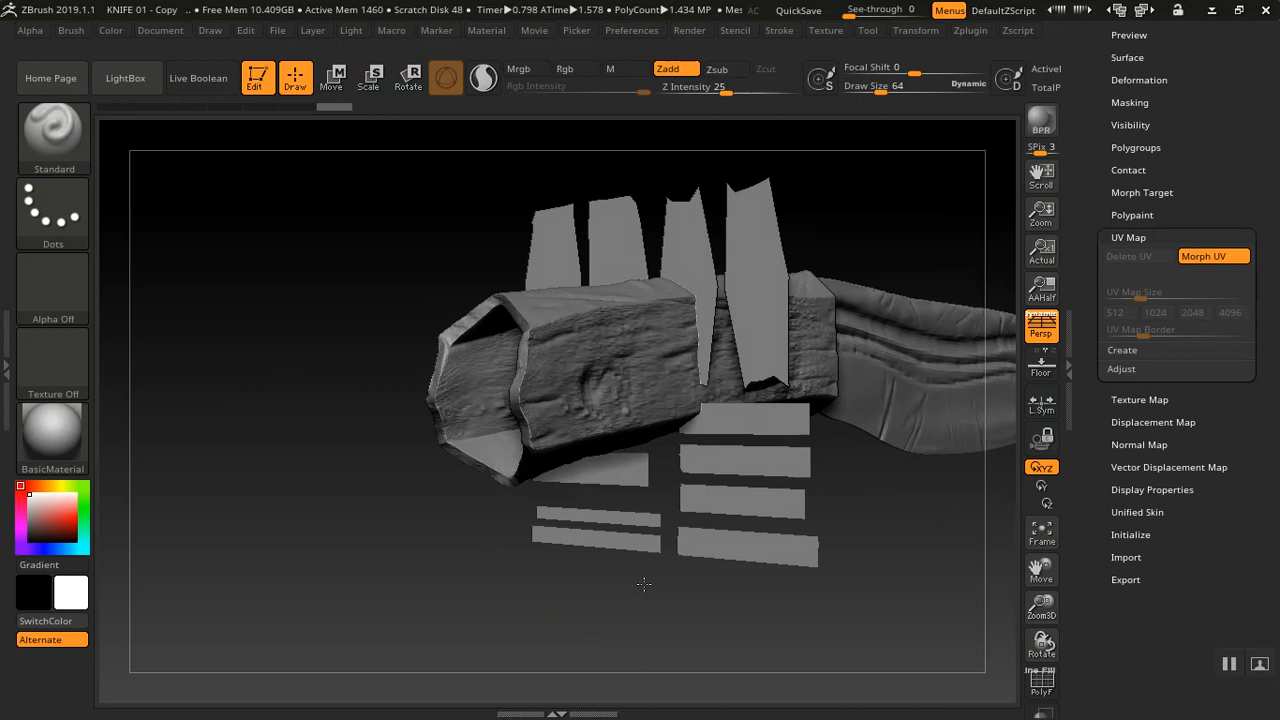 ZBrush 2019.1.1 KNIFE 01 - Copy • Free Mem 10.409GB • Active Mem 1460 • Scratch Disk 48 • Timer▶0.798 ATime▶1.578 • PolyCount▶1.434 MP • Mes AC QuickSave See-through 0 Menus DefaultZScript
Alpha Brush Color Document Draw Edit File Layer Light Macro Marker Material Movie Picker Preferences Render Stencil Stroke Texture Tool Transform Zplugin Zscript
Home Page LightBox Live Boolean Edit Draw Move Scale Rotate
Mrgb Rgb M Zadd Zsub Zcut
Rgb Intensity Z Intensity 25
Focal Shift 0
Draw Size 64 Dynamic
S
D
ActiveI
TotalP
Standard
Dots
Alpha Off
Texture Off
BasicMaterial
Gradient
SwitchColor
Alternate
BPR
SPix 3
Scroll
Zoom
Actual
AAHalf
Dynamic
Persp
Floor
L.Sym
XYZ
Y
Z
Frame
Move
Zoom3D
Rotate
Ine Fill
PolyF
Preview
Surface
Deformation
Masking
Visibility
Polygroups
Contact
Morph Target
Polypaint
UV Map
Delete UV Morph UV
UV Map Size
512 1024 2048 4096
UV Map Border
Create
Adjust
Texture Map
Displacement Map
Normal Map
Vector Displacement Map
Display Properties
Unified Skin
Initialize
Import
Export